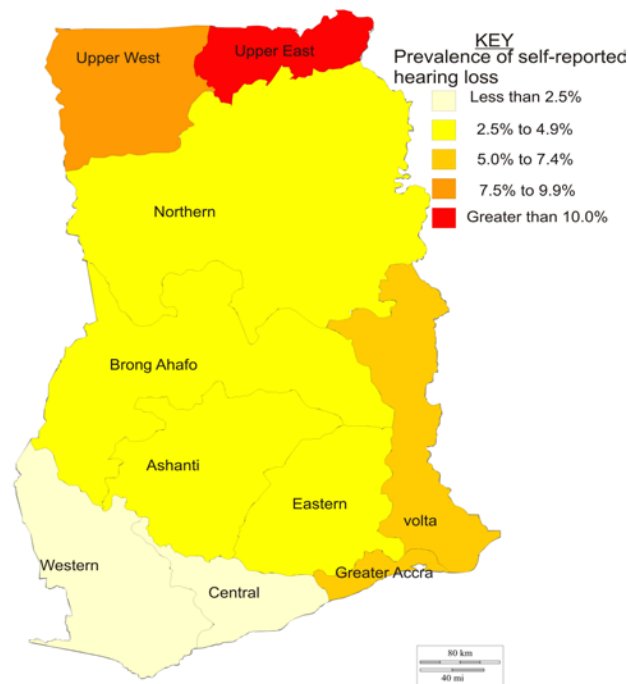 KEY
Prevalence of self-reported
hearing loss
Less than 2.5%
2.5% to 4.9%
5.0% to 7.4%
7.5% to 9.9%
Greater than 10.0%
Upper West
Upper East
Northern
Brong Ahafo
Ashanti
Eastern
volta
Western
Central
Greater Accra
80 km
40 mi